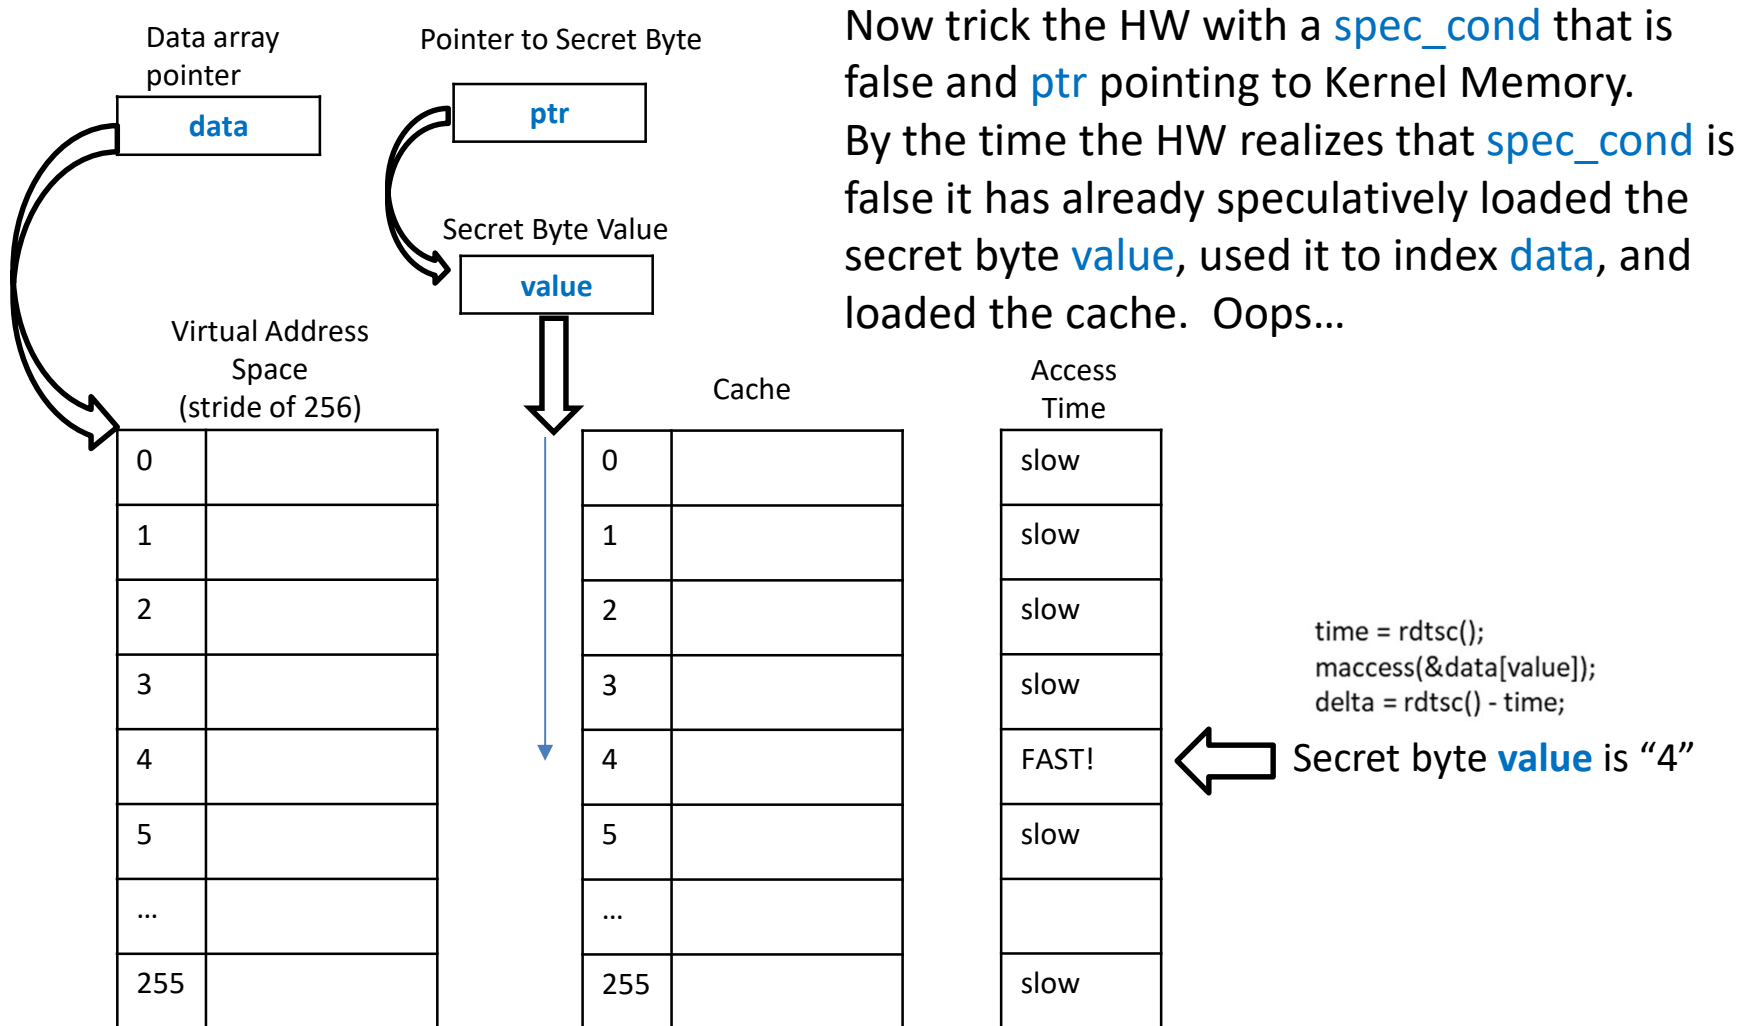 Data array
pointer
data
Pointer to Secret Byte
ptr
Secret Byte Value
value
Now trick the HW with a spec_cond that is
false and ptr pointing to Kernel Memory.
By the time the HW realizes that spec_cond is
false it has already speculatively loaded the
secret byte value, used it to index data, and
loaded the cache.  Oops…
Virtual Address
Space
(stride of 256)
0
1
2
3
4
5
…
255
Cache
0
1
2
3
4
5
…
255
Access
Time
slow
slow
slow
slow
FAST!
slow
slow
time = rdtsc();
maccess(&data[value]);
delta = rdtsc() - time;
Secret byte value is “4”